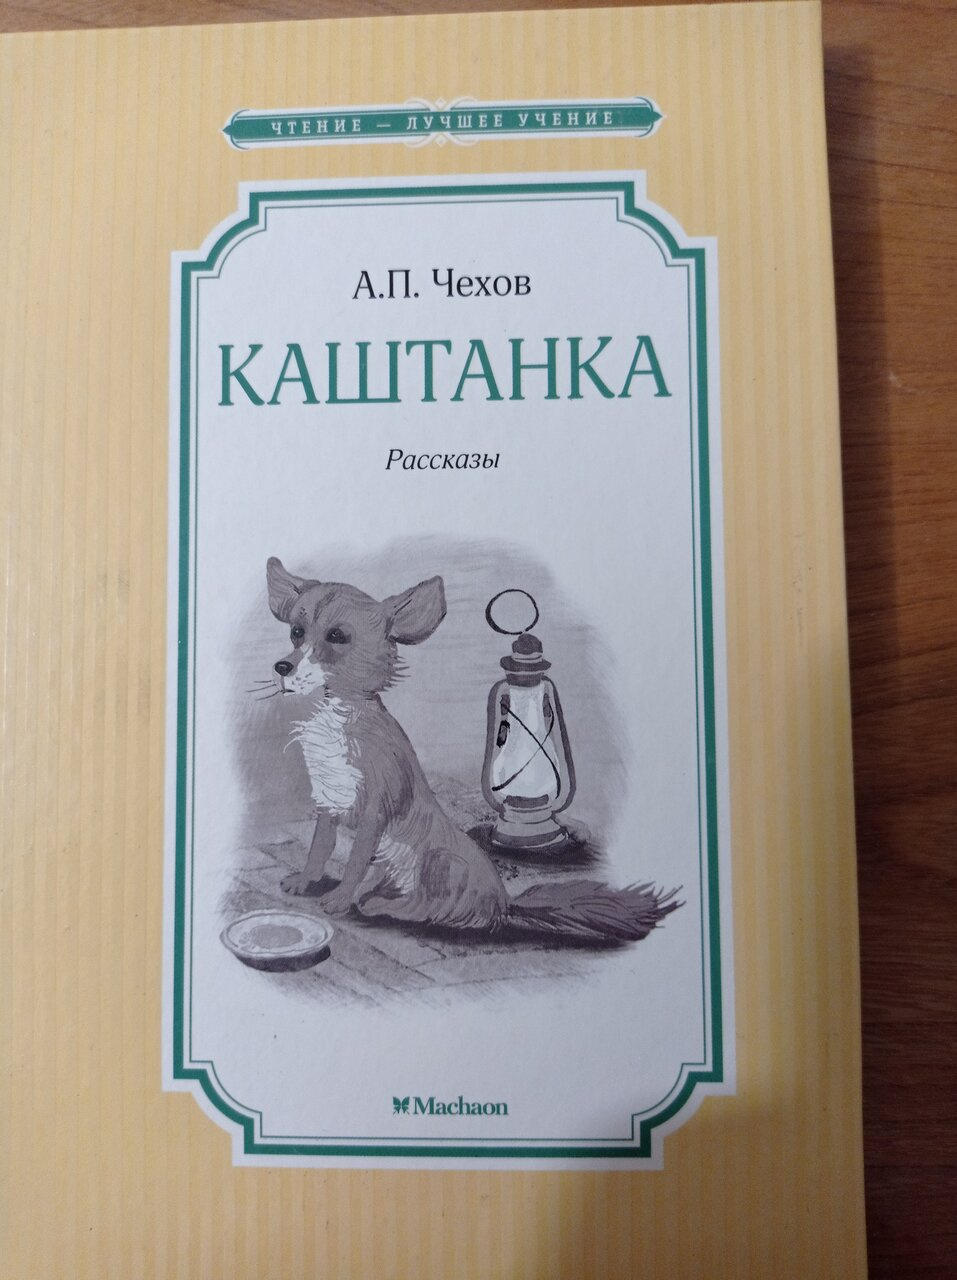 ЧТЕНИЕ — ЛУЧШЕЕ УЧЕНИЕ
А.П. Чехов
КАШТАНКА
Рассказы
Machaon